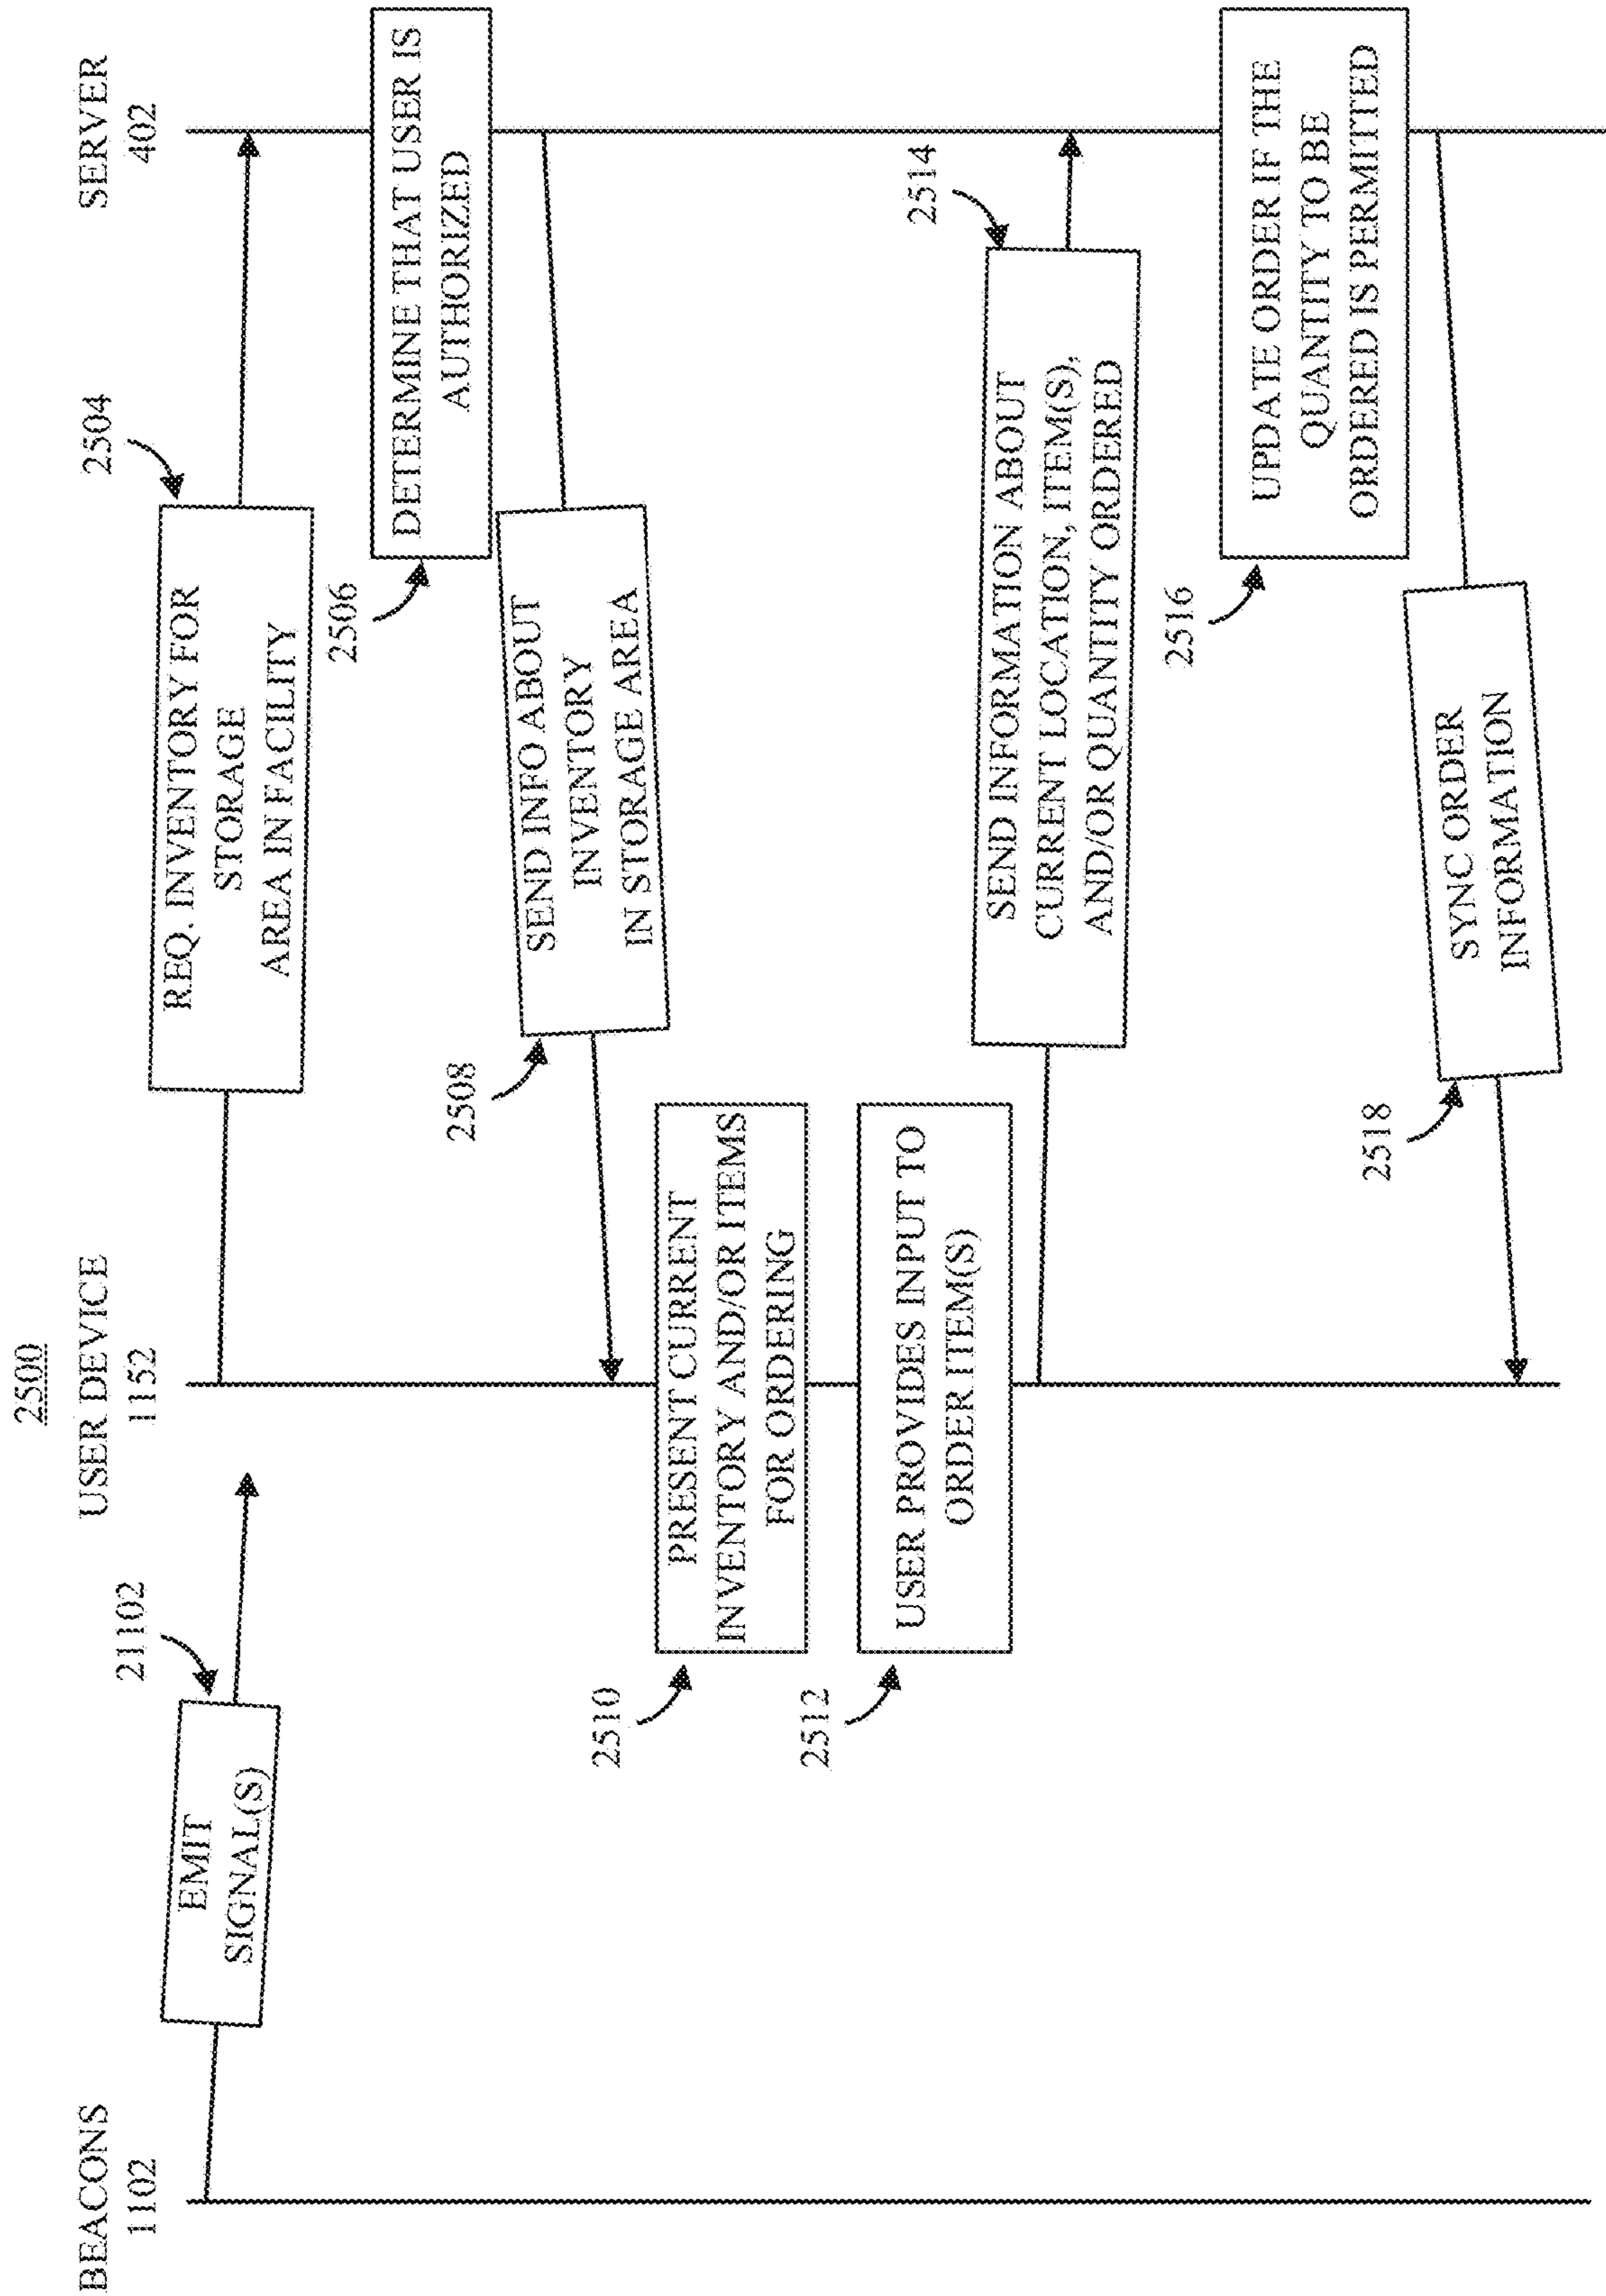 2500
BEACONS
1102
USER DEVICE
1152
SERVER
402
21102
EMIT
SIGNAL(S)
2504
REQ. INVENTORY FOR
STORAGE
AREA IN FACILITY
2506
DETERMINE THAT USER IS
AUTHORIZED
2508
SEND INFO ABOUT
INVENTORY
IN STORAGE AREA
2510
PRESENT CURRENT
INVENTORY AND/OR ITEMS
FOR ORDERING
2512
USER PROVIDES INPUT TO
ORDER ITEM(S)
2514
SEND INFORMATION ABOUT
CURRENT LOCATION, ITEM(S),
AND/OR QUANTITY ORDERED
2516
UPDATE ORDER IF THE
QUANTITY TO BE
ORDERED IS PERMITTED
2518
SYNC ORDER
INFORMATION